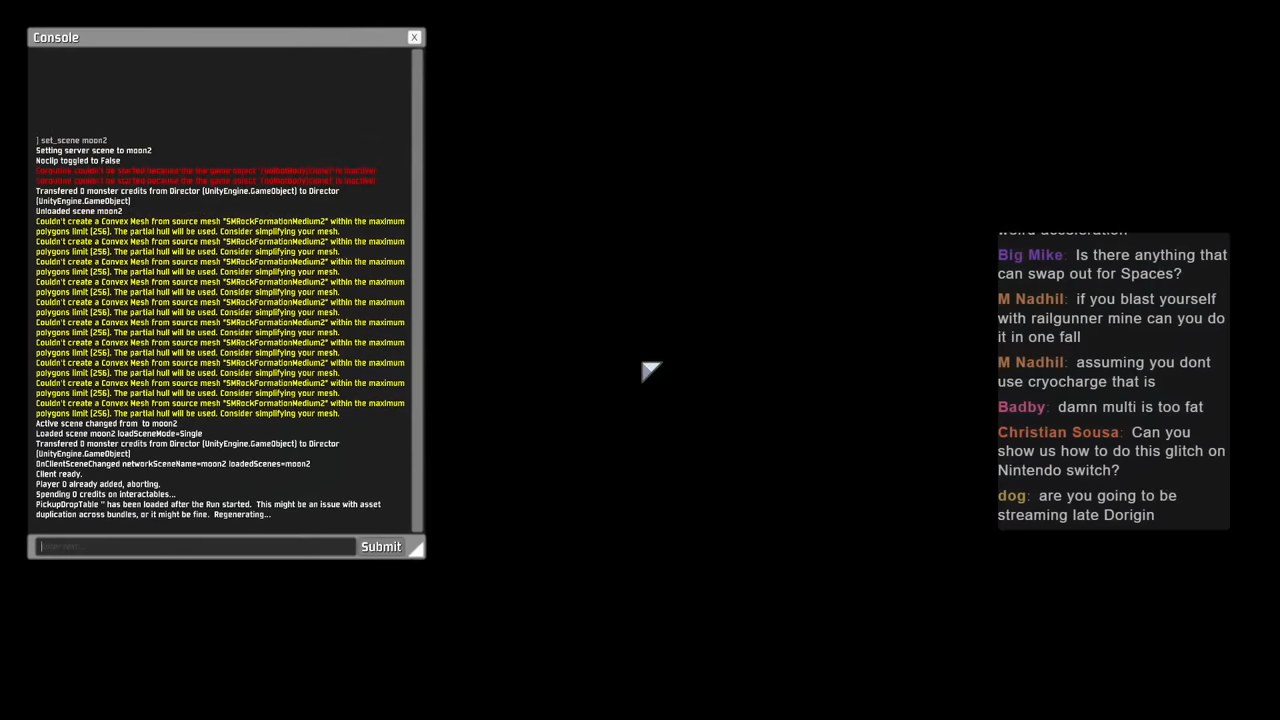 Console
X
] set_scene moon2
Setting server scene to moon2
Noclip toggled to False
Transfered 0 monster credits from Director (UnityEngine.GameObject) to Director
(UnityEngine.GameObject)
Unloaded scene moon2
Couldn't create a Convex Mesh from source mesh "SMRockFormationMedium2" within the maximum
polygons limit (256). The partial hull will be used. Consider simplifying your mesh.
Couldn't create a Convex Mesh from source mesh "SMRockFormationMedium2" within the maximum
polygons limit (256). The partial hull will be used. Consider simplifying your mesh.
Couldn't create a Convex Mesh from source mesh "SMRockFormationMedium2" within the maximum
polygons limit (256). The partial hull will be used. Consider simplifying your mesh.
Couldn't create a Convex Mesh from source mesh "SMRockFormationMedium2" within the maximum
polygons limit (256). The partial hull will be used. Consider simplifying your mesh.
Couldn't create a Convex Mesh from source mesh "SMRockFormationMedium2" within the maximum
polygons limit (256). The partial hull will be used. Consider simplifying your mesh.
Couldn't create a Convex Mesh from source mesh "SMRockFormationMedium2" within the maximum
polygons limit (256). The partial hull will be used. Consider simplifying your mesh.
Couldn't create a Convex Mesh from source mesh "SMRockFormationMedium2" within the maximum
polygons limit (256). The partial hull will be used. Consider simplifying your mesh.
Couldn't create a Convex Mesh from source mesh "SMRockFormationMedium2" within the maximum
polygons limit (256). The partial hull will be used. Consider simplifying your mesh.
Couldn't create a Convex Mesh from source mesh "SMRockFormationMedium2" within the maximum
polygons limit (256). The partial hull will be used. Consider simplifying your mesh.
Couldn't create a Convex Mesh from source mesh "SMRockFormationMedium2" within the maximum
polygons limit (256). The partial hull will be used. Consider simplifying your mesh.
Active scene changed from  to moon2
Loaded scene moon2 loadSceneMode=Single
Transfered 0 monster credits from Director (UnityEngine.GameObject) to Director
(UnityEngine.GameObject)
OnClientSceneChanged networkSceneName=moon2 loadedScenes=moon2
Client ready.
Player 0 already added, aborting.
Spending 0 credits on interactables...
PickupDropTable '' has been loaded after the Run started.  This might be an issue with asset
duplication across bundles, or it might be fine.  Regenerating...
Submit
weird deceleration
Big Mike: Is there anything that
can swap out for Spaces?
M Nadhil: if you blast yourself
with railgunner mine can you do
it in one fall
M Nadhil: assuming you dont
use cryocharge that is
Badby: damn multi is too fat
Christian Sousa: Can you
show us how to do this glitch on
Nintendo switch?
dog: are you going to be
streaming late Dorigin